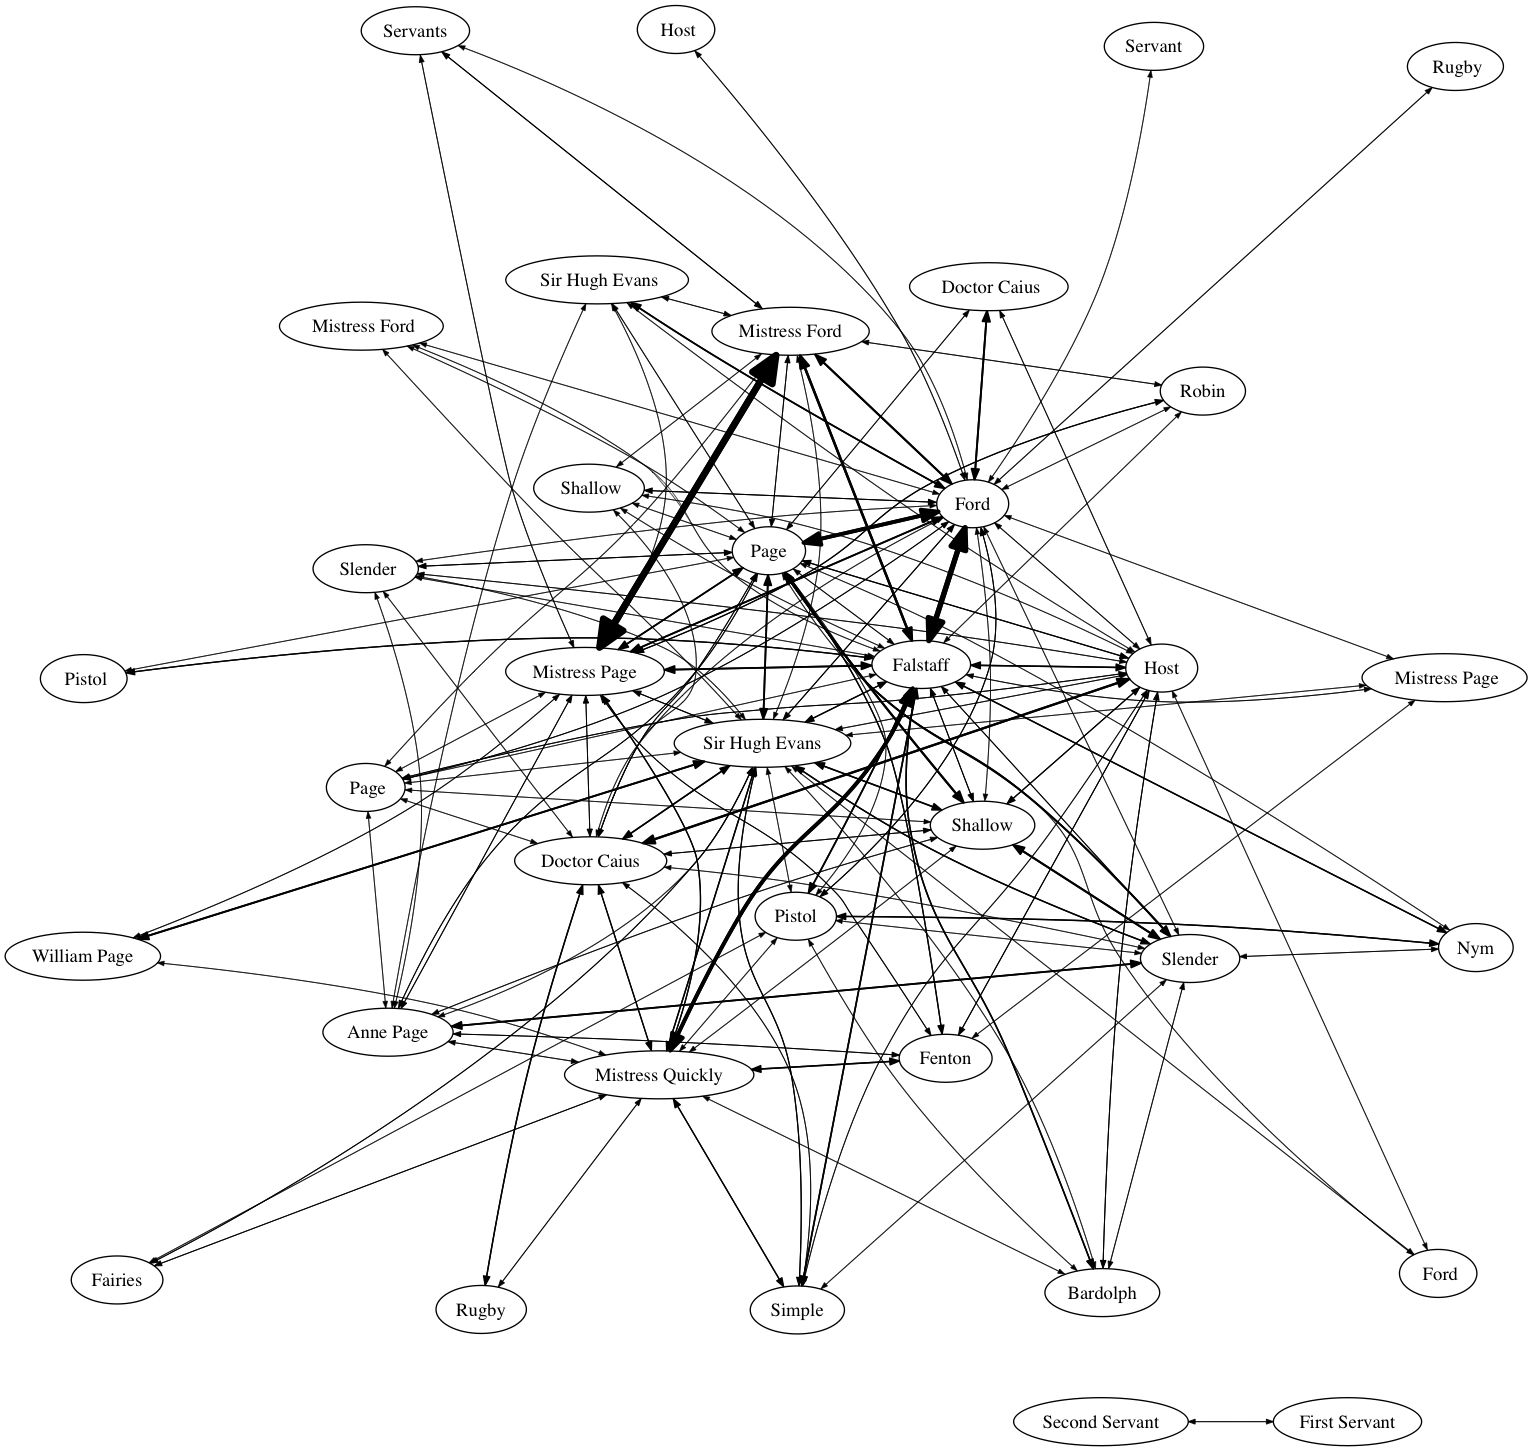 Servants
Host
Servant
Rugby
Sir Hugh Evans
Doctor Caius
Mistress Ford
Mistress Ford
Robin
Shallow
Ford
Page
Slender
Mistress Page
Falstaff
Host
Pistol
Mistress Page
Sir Hugh Evans
Page
Shallow
Doctor Caius
Pistol
William Page
Slender
Nym
Anne Page
Fenton
Mistress Quickly
Fairies
Rugby
Simple
Bardolph
Ford
Second Servant
First Servant